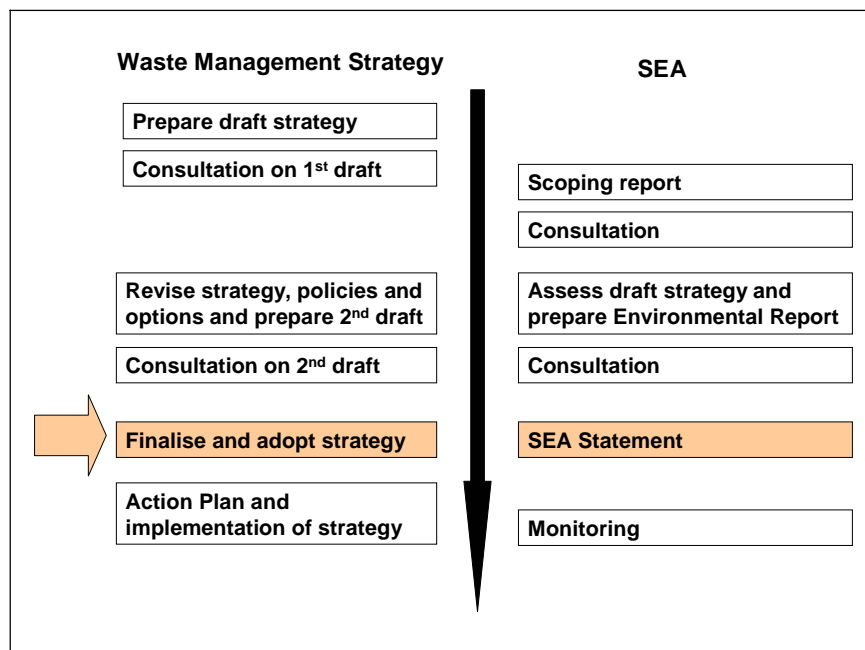 Waste Management Strategy
SEA
Prepare draft strategy
Consultation on 1st draft
Scoping report
Consultation
Revise strategy, policies and
options and prepare 2nd draft
Assess draft strategy and
prepare Environmental Report
Consultation on 2nd draft
Consultation
Finalise and adopt strategy
SEA Statement
Action Plan and
implementation of strategy
Monitoring